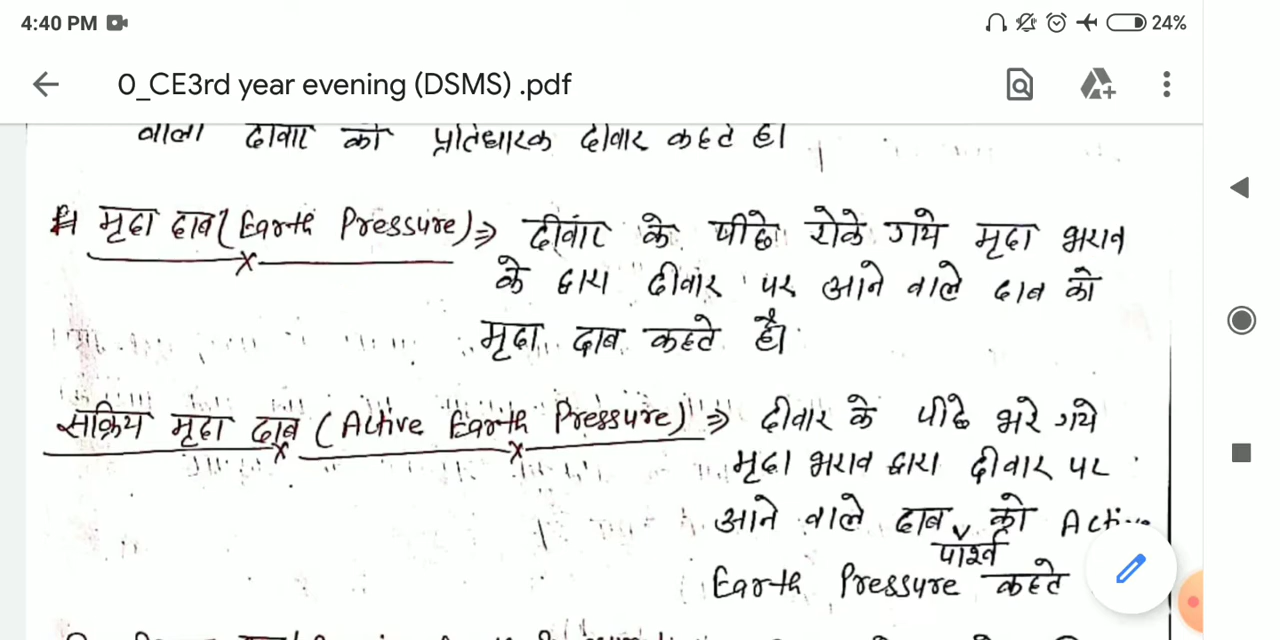 4:40 PM 24%
0_CE3rd year evening (DSMS) .pdf
वाली दीवार को प्रतिधारक दीवार कहते है।
# मृदा दाब (Earth Pressure) ⇒ दीवार के पीछे रोके गये मृदा भराव
के द्वारा दीवार पर आने वाले दाब को
मृदा दाब कहते है।
सक्रिय मृदा दाब (Active Earth Pressure) ⇒ दीवार के पीछे भरे गये
मृदा भराव द्वारा दीवार पर
आने वाले दाब को Acti...
पार्श्व
Earth Pressure कहते